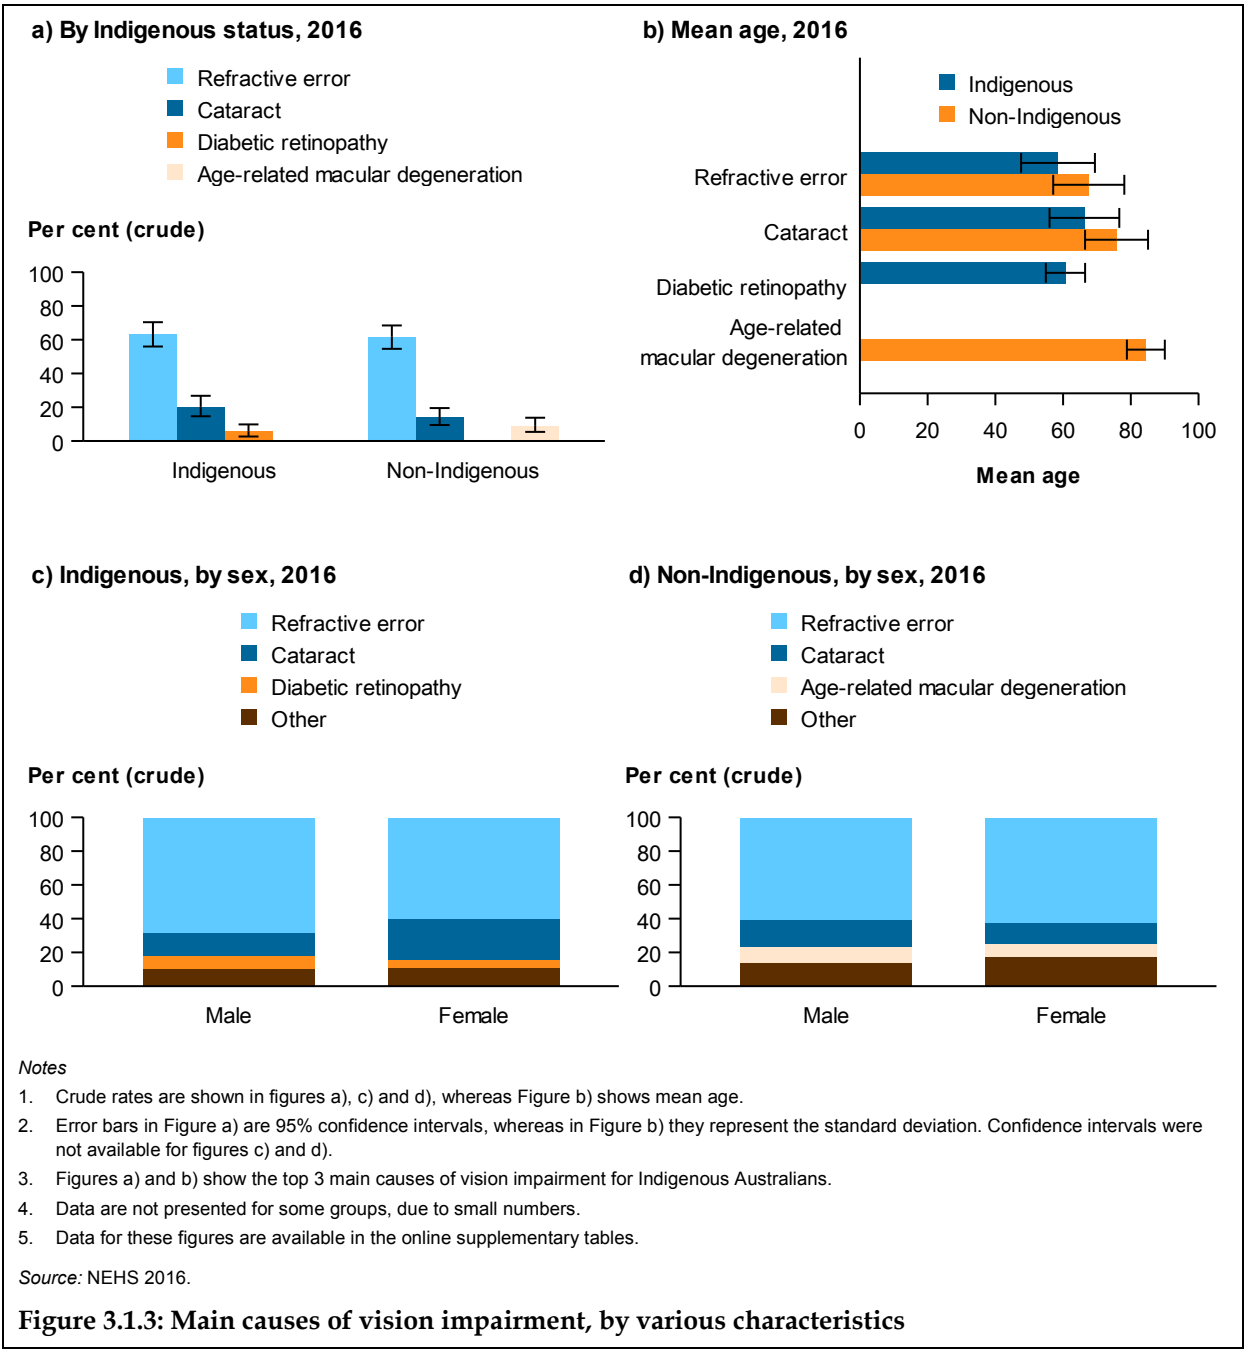 a) By Indigenous status, 2016
Refractive error
Cataract
Diabetic retinopathy
Age-related macular degeneration
Per cent (crude)
100
80
60
40
20
0
Indigenous
Non-Indigenous
b) Mean age, 2016
Indigenous
Non-Indigenous
Refractive error
Cataract
Diabetic retinopathy
Age-related
macular degeneration
0 20 40 60 80 100
Mean age
c) Indigenous, by sex, 2016
Refractive error
Cataract
Diabetic retinopathy
Other
Per cent (crude)
100
80
60
40
20
0
Male
Female
d) Non-Indigenous, by sex, 2016
Refractive error
Cataract
Age-related macular degeneration
Other
Per cent (crude)
100
80
60
40
20
0
Male
Female
Notes
1. Crude rates are shown in figures a), c) and d), whereas Figure b) shows mean age.
2. Error bars in Figure a) are 95% confidence intervals, whereas in Figure b) they represent the standard deviation. Confidence intervals were
not available for figures c) and d).
3. Figures a) and b) show the top 3 main causes of vision impairment for Indigenous Australians.
4. Data are not presented for some groups, due to small numbers.
5. Data for these figures are available in the online supplementary tables.
Source: NEHS 2016.
Figure 3.1.3: Main causes of vision impairment, by various characteristics